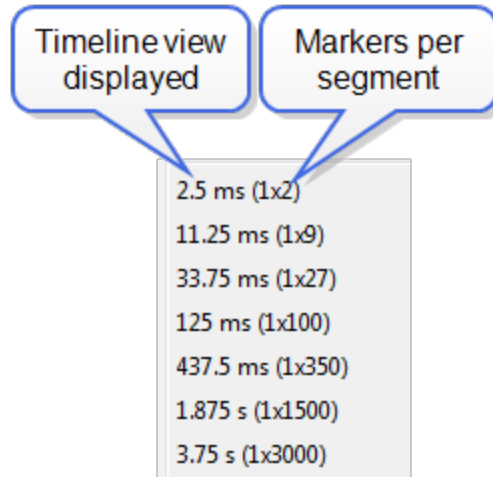 Timeline view
displayed
Markers per
segment
2.5 ms (1x2)
11.25 ms (1x9)
33.75 ms (1x27)
125 ms (1x100)
437.5 ms (1x350)
1.875 s (1x1500)
3.75 s (1x3000)